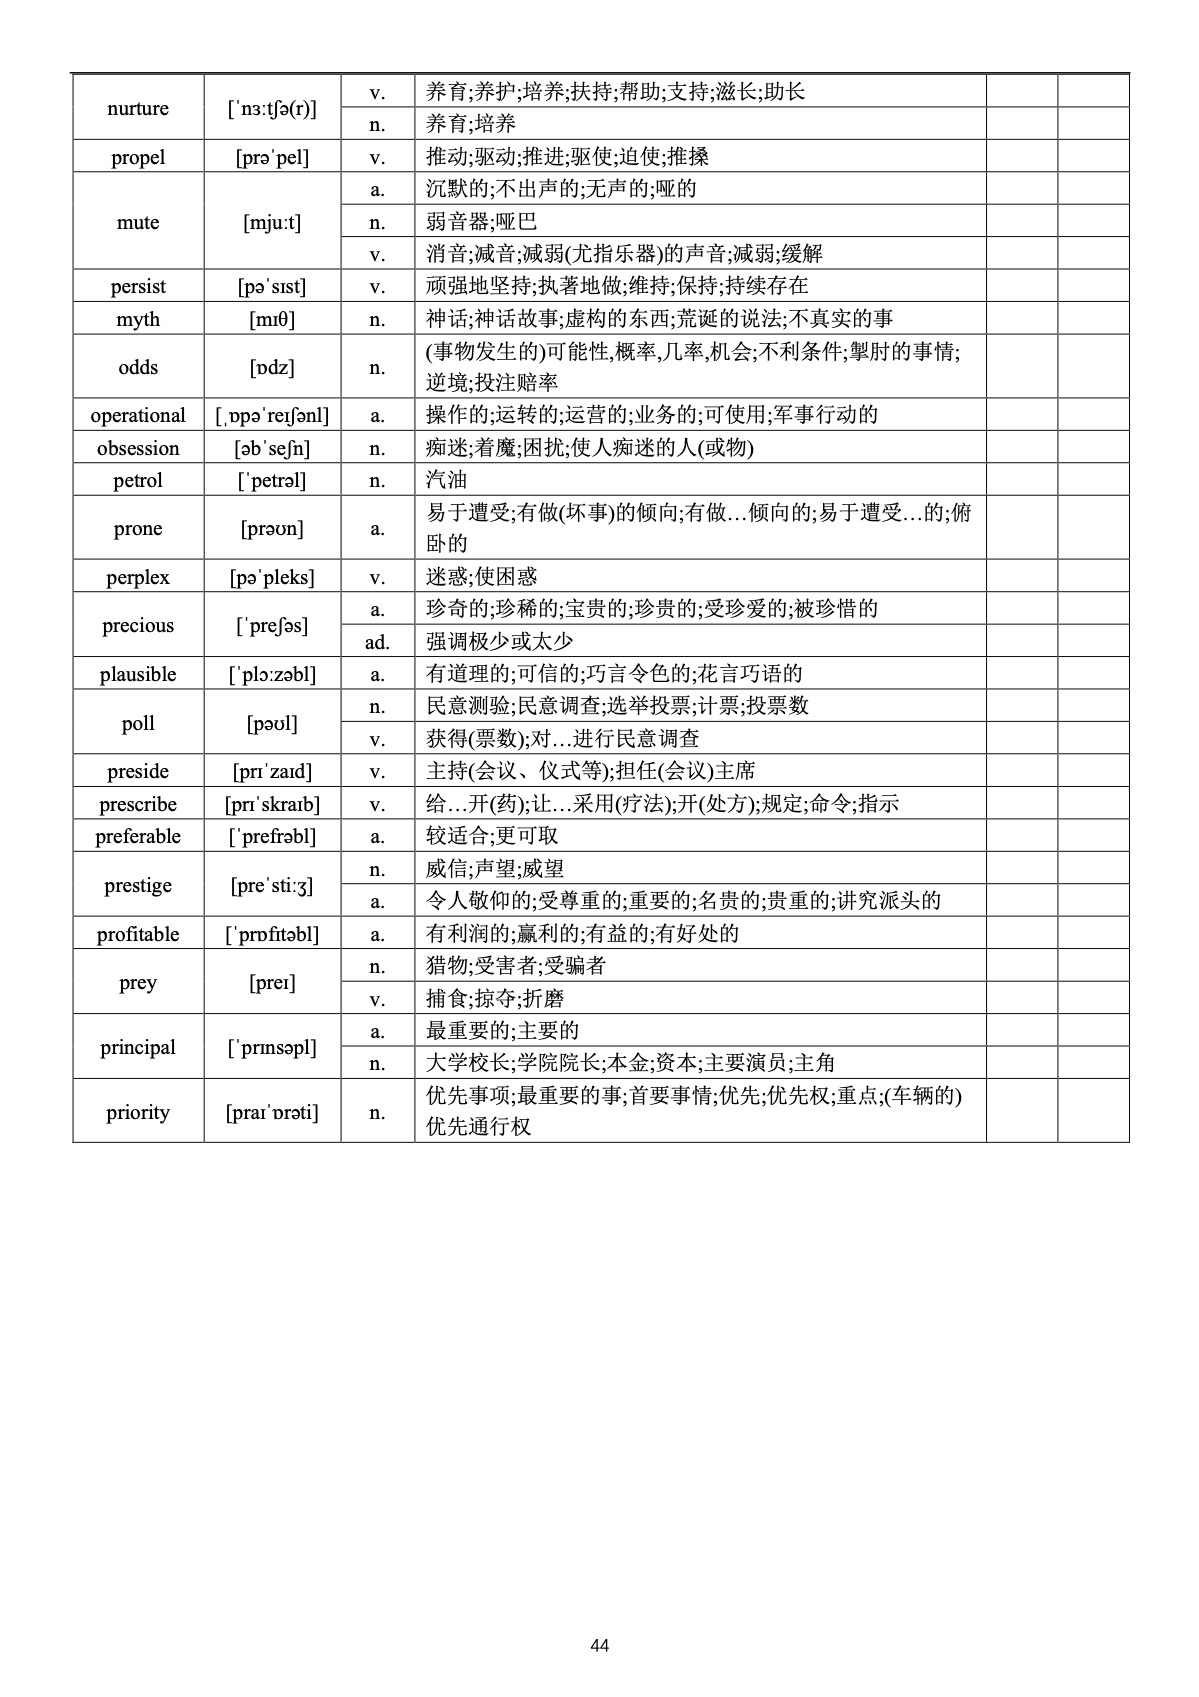 nurture [ˈnɜːtʃə(r)] v. 养育;养护;培养;扶持;帮助;支持;滋长;助长
n. 养育;培养
propel [prəˈpel] v. 推动;驱动;推进;驱使;迫使;推搡
mute [mjuːt] a. 沉默的;不出声的;无声的;哑的
n. 弱音器;哑巴
v. 消音;减音;减弱(尤指乐器)的声音;减弱;缓解
persist [pəˈsɪst] v. 顽强地坚持;执著地做;维持;保持;持续存在
myth [mɪθ] n. 神话;神话故事;虚构的东西;荒诞的说法;不真实的事
odds [ɒdz] n. (事物发生的)可能性,概率,几率,机会;不利条件;掣肘的事情;
逆境;投注赔率
operational [ˌɒpəˈreɪʃənl] a. 操作的;运转的;运营的;业务的;可使用;军事行动的
obsession [əbˈseʃn] n. 痴迷;着魔;困扰;使人痴迷的人(或物)
petrol [ˈpetrəl] n. 汽油
prone [prəʊn] a. 易于遭受;有做(坏事)的倾向;有做…倾向的;易于遭受…的;俯
卧的
perplex [pəˈpleks] v. 迷惑;使困惑
precious [ˈpreʃəs] a. 珍奇的;珍稀的;宝贵的;珍贵的;受珍爱的;被珍惜的
ad. 强调极少或太少
plausible [ˈplɔːzəbl] a. 有道理的;可信的;巧言令色的;花言巧语的
poll [pəʊl] n. 民意测验;民意调查;选举投票;计票;投票数
v. 获得(票数);对…进行民意调查
preside [prɪˈzaɪd] v. 主持(会议、仪式等);担任(会议)主席
prescribe [prɪˈskraɪb] v. 给…开(药);让…采用(疗法);开(处方);规定;命令;指示
preferable [ˈprefrəbl] a. 较适合;更可取
prestige [preˈstiːʒ] n. 威信;声望;威望
a. 令人敬仰的;受尊重的;重要的;名贵的;贵重的;讲究派头的
profitable [ˈprɒfɪtəbl] a. 有利润的;赢利的;有益的;有好处的
prey [preɪ] n. 猎物;受害者;受骗者
v. 捕食;掠夺;折磨
principal [ˈprɪnsəpl] a. 最重要的;主要的
n. 大学校长;学院院长;本金;资本;主要演员;主角
priority [praɪˈɒrəti] n. 优先事项;最重要的事;首要事情;优先;优先权;重点;(车辆的)
优先通行权
44